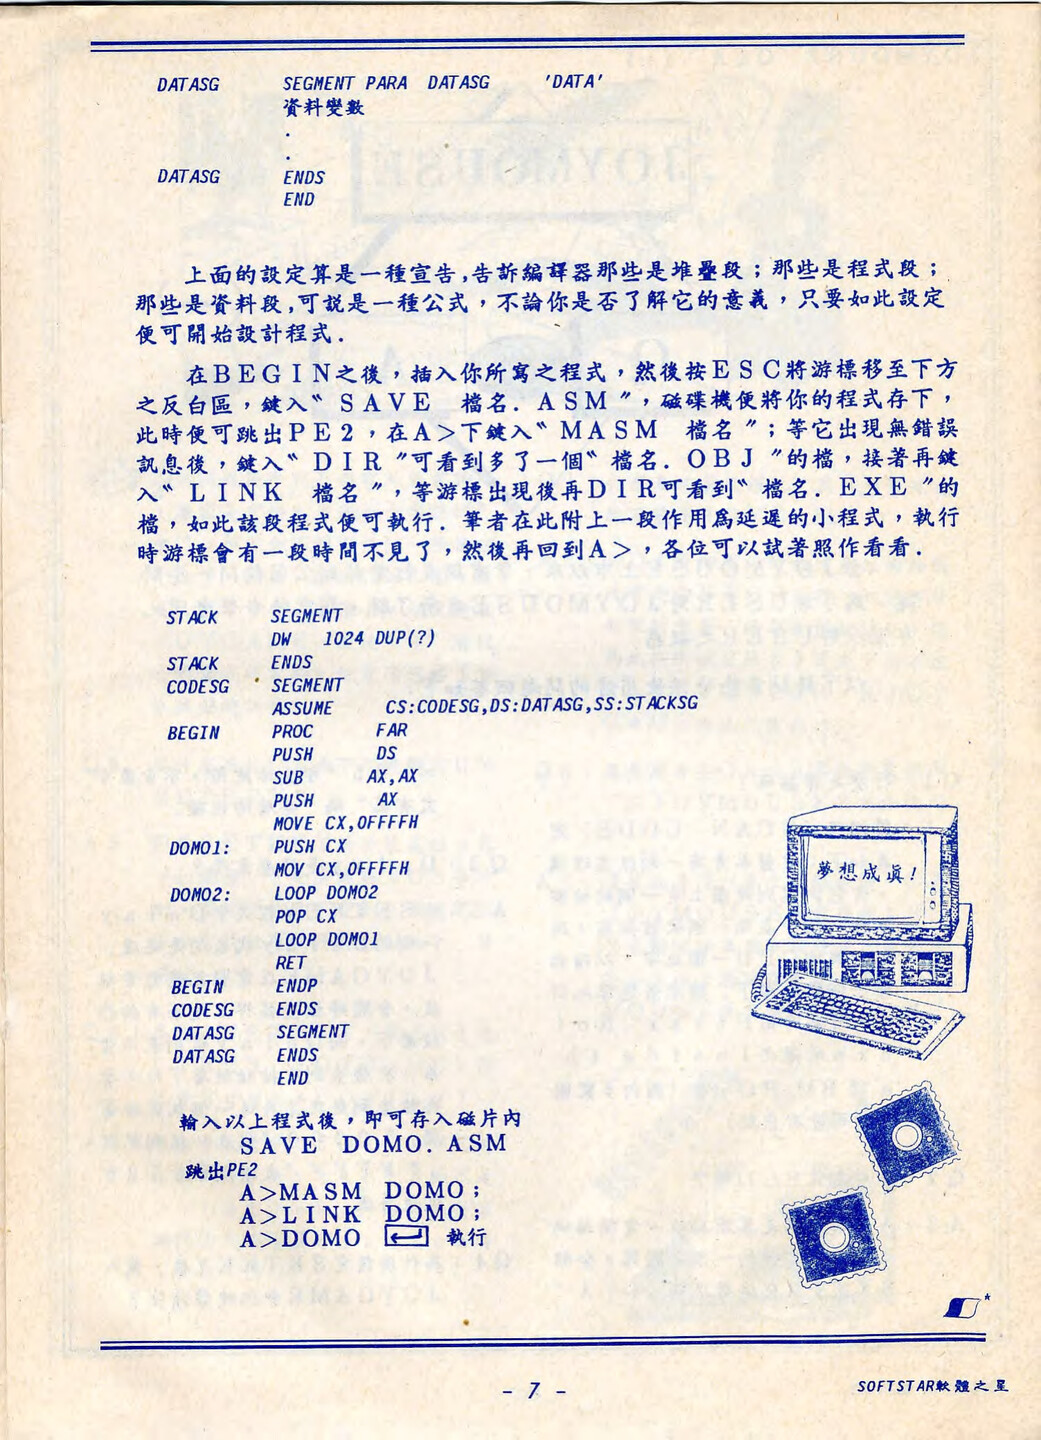 DATASG SEGMENT PARA DATASG 'DATA'
資料變數
.
.
DATASG ENDS
END
上面的設定算是一種宣告,告訴編譯器那些是堆疊段；那些是程式段；
那些是資料段,可說是一種公式，不論你是否了解它的意義，只要如此設定
便可開始設計程式.
在BEGIN之後，插入你所寫之程式，然後按ESC將游標移至下方
之反白區，鍵入〝SAVE 檔名.ASM〞，磁碟機便將你的程式存下，
此時便可跳出PE2，在A>下鍵入〝MASM 檔名〞；等它出現無錯誤
訊息後，鍵入〝DIR〞可看到多了一個〝檔名.OBJ〞的檔，接著再鍵
入〝LINK 檔名〞，等游標出現後再DIR可看到〝檔名.EXE〞的
檔，如此該段程式便可執行.筆者在此附上一段作用為延遲的小程式，執行
時游標會有一段時間不見了，然後再回到A>，各位可以試著照作看看.
STACK SEGMENT
DW 1024 DUP(?)
STACK ENDS
CODESG SEGMENT
ASSUME CS:CODESG,DS:DATASG,SS:STACKSG
BEGIN PROC FAR
PUSH DS
SUB AX,AX
PUSH AX
MOVE CX,OFFFFH
DOMO1: PUSH CX
MOV CX,OFFFFH
DOMO2: LOOP DOMO2
POP CX
LOOP DOMO1
RET
BEGIN ENDP
CODESG ENDS
DATASG SEGMENT
DATASG ENDS
END
夢想成真!
輸入以上程式後，即可存入磁片內
SAVE DOMO.ASM
跳出PE2
A>MASM DOMO；
A>LINK DOMO；
A>DOMO ↵ 執行
*
- 7 -
SOFTSTAR軟體之星